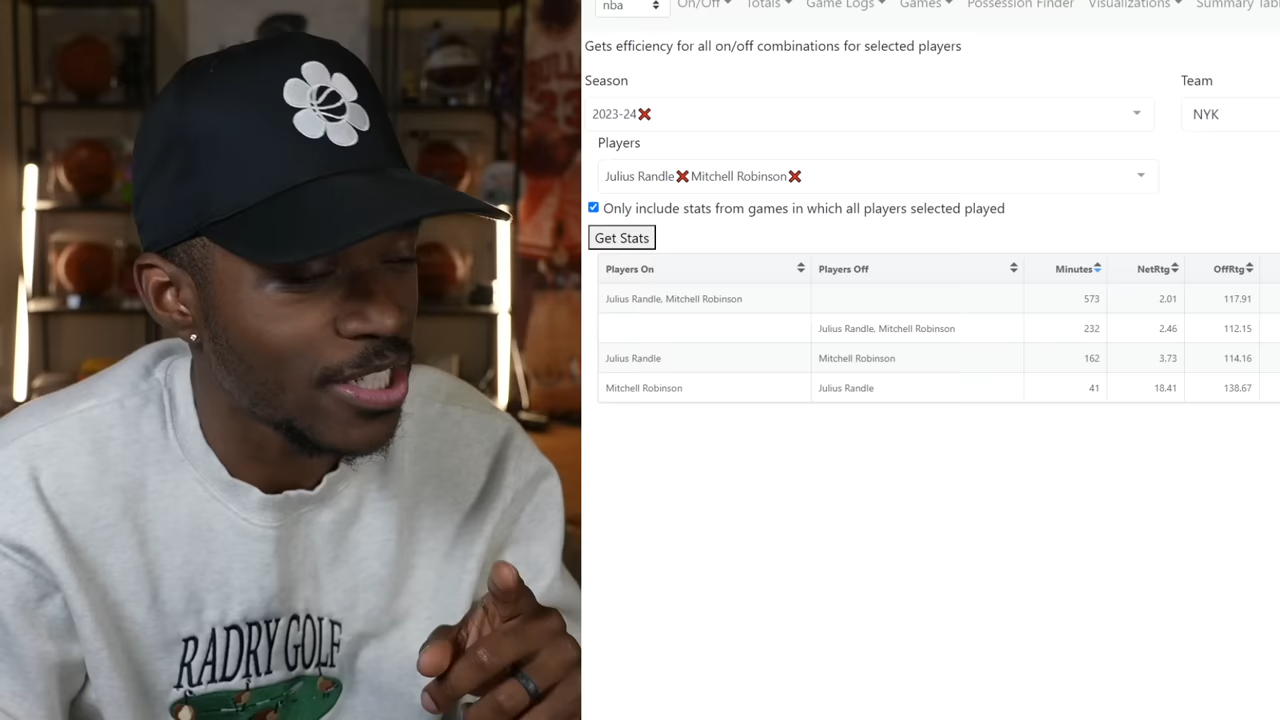 nba On/Off Totals Game Logs Games Possession Finder Visualizations Summary
Gets efficiency for all on/off combinations for selected players
Season Team
2023-24 NYK
Players
Julius Randle Mitchell Robinson
Only include stats from games in which all players selected played
Get Stats
Players On Players Off Minutes NetRtg OffRtg
Julius Randle, Mitchell Robinson 573 2.01 117.91
Julius Randle, Mitchell Robinson 232 2.46 112.15
Julius Randle Mitchell Robinson 162 3.73 114.16
Mitchell Robinson Julius Randle 41 18.41 138.67
RADRY GOLF